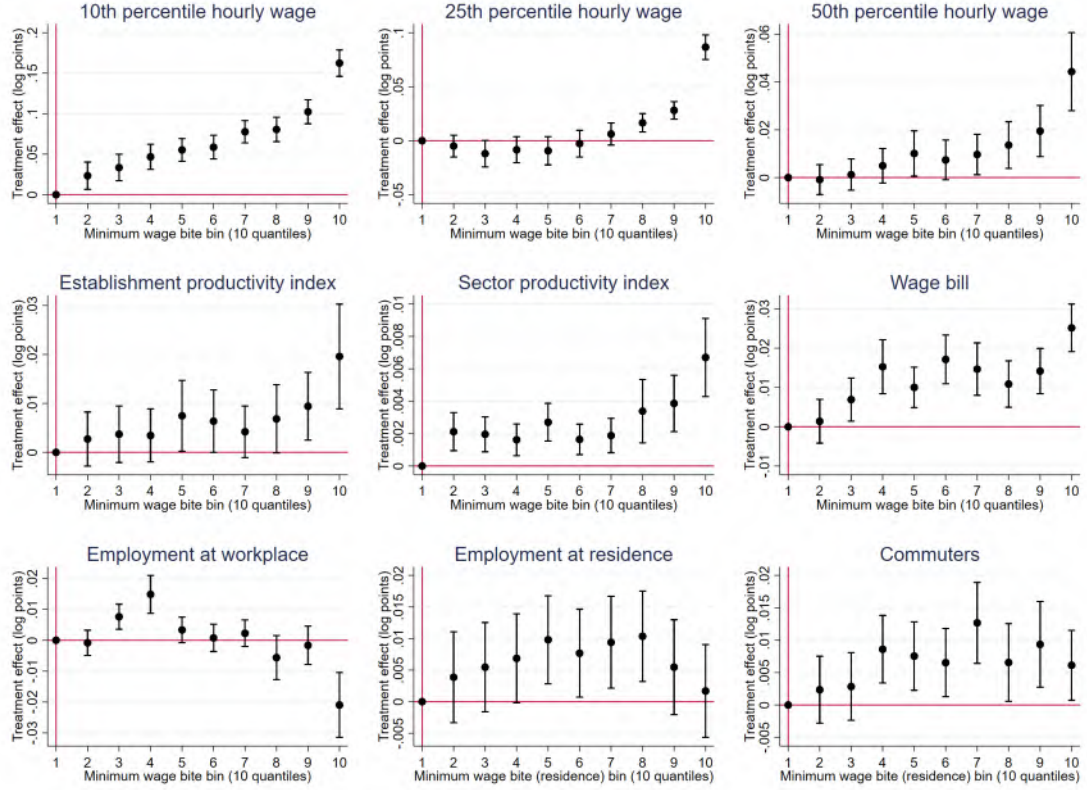 10th percentile hourly wage
Treatment effect (log points)
.2
.15
.1
.05
0
1 2 3 4 5 6 7 8 9 10
Minimum wage bite bin (10 quantiles)
25th percentile hourly wage
Treatment effect (log points)
.1
.05
0
-.05
1 2 3 4 5 6 7 8 9 10
Minimum wage bite bin (10 quantiles)
50th percentile hourly wage
Treatment effect (log points)
.06
.04
.02
0
1 2 3 4 5 6 7 8 9 10
Minimum wage bite bin (10 quantiles)
Establishment productivity index
Treatment effect (log points)
.03
.02
.01
0
1 2 3 4 5 6 7 8 9 10
Minimum wage bite bin (10 quantiles)
Sector productivity index
Treatment effect (log points)
.01
.008
.006
.004
.002
0
1 2 3 4 5 6 7 8 9 10
Minimum wage bite bin (10 quantiles)
Wage bill
Treatment effect (log points)
.03
.02
.01
0
-.01
1 2 3 4 5 6 7 8 9 10
Minimum wage bite bin (10 quantiles)
Employment at workplace
Treatment effect (log points)
.02
.01
0
-.01
-.02
-.03
1 2 3 4 5 6 7 8 9 10
Minimum wage bite bin (10 quantiles)
Employment at residence
Treatment effect (log points)
.02
.015
.01
.005
0
-.005
1 2 3 4 5 6 7 8 9 10
Minimum wage bite (residence) bin (10 quantiles)
Commuters
Treatment effect (log points)
.02
.015
.01
.005
0
-.005
1 2 3 4 5 6 7 8 9 10
Minimum wage bite (residence) bin (10 quantiles)